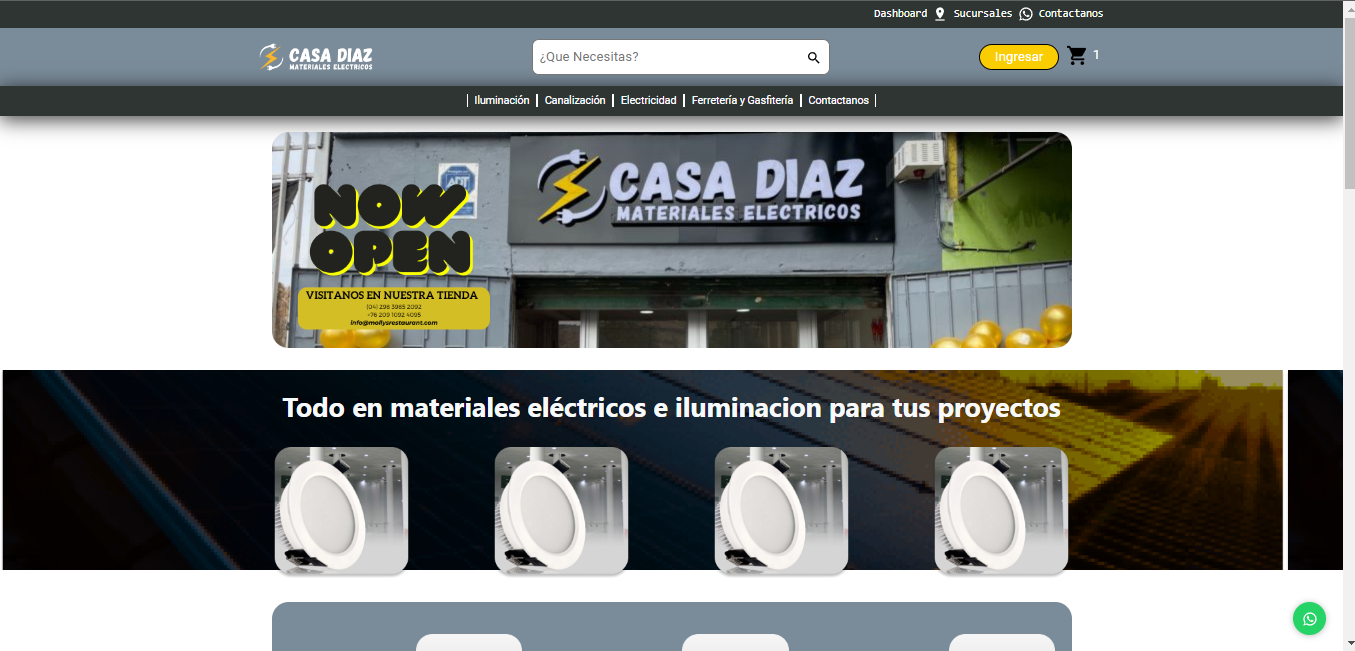 Dashboard Sucursales Contactanos
CASA DIAZ
MATERIALES ELECTRICOS
¿Que Necesitas?
Ingresar
1
Iluminación Canalización Electricidad Ferretería y Gasfitería Contactanos
CASA DIAZ
MATERIALES ELECTRICOS
ADT
NOW
OPEN
VISITANOS EN NUESTRA TIENDA
(04) 298 3985 2092
+76 209 1092 4095
info@mollysrestaurant.com
Todo en materiales eléctricos e iluminacion para tus proyectos